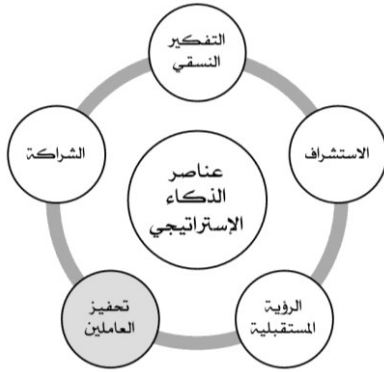 التفكير
النسقي
الشراكة
الاستشراف
عناصر
الذكاء
الإستراتيجي
تحفيز
العاملين
الرؤية
المستقبلية